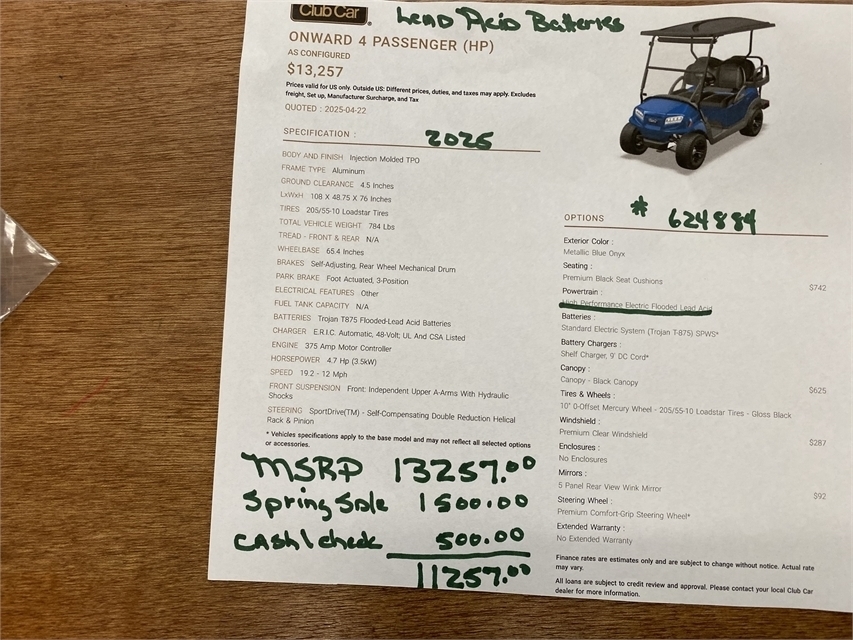 Club Car
Lead Acid Batteries
ONWARD 4 PASSENGER (HP)
AS CONFIGURED
$13,257
Prices valid for US only. Outside US: Different prices, duties, and taxes may apply. Excludes
freight, Set up, Manufacturer Surcharge, and Tax
QUOTED : 2025-04-22
SPECIFICATION :
2025
BODY AND FINISH Injection Molded TPO
FRAME TYPE Aluminum
GROUND CLEARANCE 4.5 Inches
LxWxH 108 X 48.75 X 76 Inches
TIRES 205/55-10 Loadstar Tires
TOTAL VEHICLE WEIGHT 784 Lbs
TREAD - FRONT & REAR N/A
WHEELBASE 65.4 Inches
BRAKES Self-Adjusting, Rear Wheel Mechanical Drum
PARK BRAKE Foot Actuated, 3-Position
ELECTRICAL FEATURES Other
FUEL TANK CAPACITY N/A
BATTERIES Trojan T875 Flooded-Lead Acid Batteries
CHARGER E.R.I.C. Automatic, 48-Volt; UL And CSA Listed
ENGINE 375 Amp Motor Controller
HORSEPOWER 4.7 Hp (3.5kW)
SPEED 19.2 - 12 Mph
FRONT SUSPENSION Front: Independent Upper A-Arms With Hydraulic
Shocks
STEERING SportDrive(TM) - Self-Compensating Double Reduction Helical
Rack & Pinion
* Vehicles specifications apply to the base model and may not reflect all selected options
or accessories.
MSRP 13257.00
Spring Sale 1500.00
CASH/check 500.00
11257.00
# 624884
OPTIONS
Exterior Color :
Metallic Blue Onyx
Seating :
Premium Black Seat Cushions $742
Powertrain :
High Performance Electric Flooded Lead Acid
Batteries :
Standard Electric System (Trojan T-875) SPWS*
Battery Chargers :
Shelf Charger, 9' DC Cord*
Canopy :
Canopy - Black Canopy $625
Tires & Wheels :
10" 0-Offset Mercury Wheel - 205/55-10 Loadstar Tires - Gloss Black
Windshield :
Premium Clear Windshield $287
Enclosures :
No Enclosures
Mirrors :
5 Panel Rear View Wink Mirror $92
Steering Wheel :
Premium Comfort-Grip Steering Wheel*
Extended Warranty :
No Extended Warranty
Finance rates are estimates only and are subject to change without notice. Actual rate
may vary.
All loans are subject to credit review and approval. Please contact your local Club Car
dealer for more information.